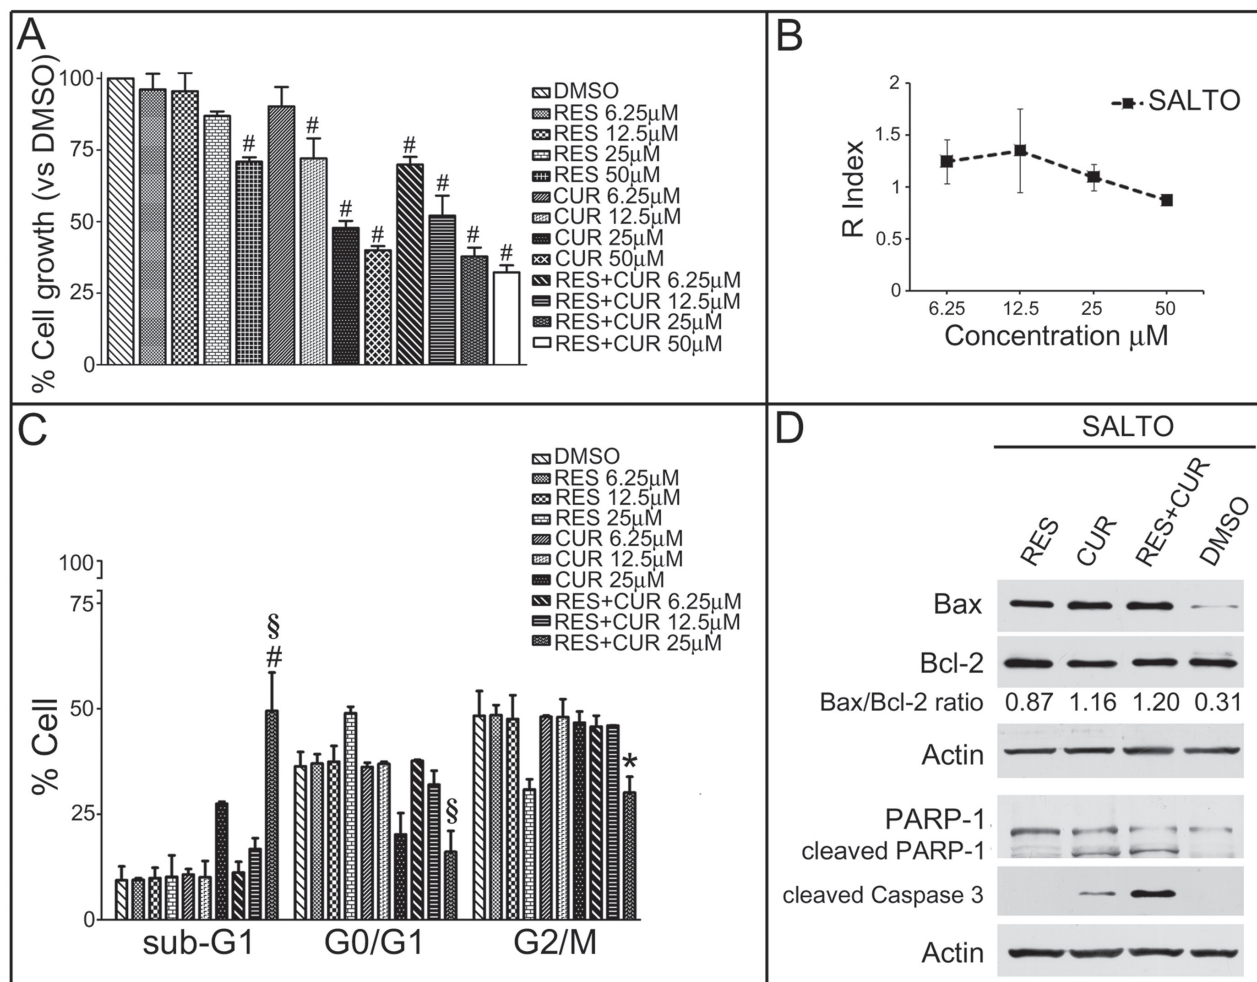 A
% Cell growth (vs DMSO)
100
75
50
25
0
#
#
#
#
#
#
#
#
DMSO
RES 6.25μM
RES 12.5μM
RES 25μM
RES 50μM
CUR 6.25μM
CUR 12.5μM
CUR 25μM
CUR 50μM
RES+CUR 6.25μM
RES+CUR 12.5μM
RES+CUR 25μM
RES+CUR 50μM
B
R Index
2
1.5
1
0.5
0
SALTO
6.25 12.5 25 50
Concentration μM
C
% Cell
100
75
50
25
0
§
#
§
*
DMSO
RES 6.25μM
RES 12.5μM
RES 25μM
CUR 6.25μM
CUR 12.5μM
CUR 25μM
RES+CUR 6.25μM
RES+CUR 12.5μM
RES+CUR 25μM
sub-G1 G0/G1 G2/M
D
SALTO
RES CUR RES+CUR DMSO
Bax
Bcl-2
Bax/Bcl-2 ratio 0.87 1.16 1.20 0.31
Actin
PARP-1
cleaved PARP-1
cleaved Caspase 3
Actin